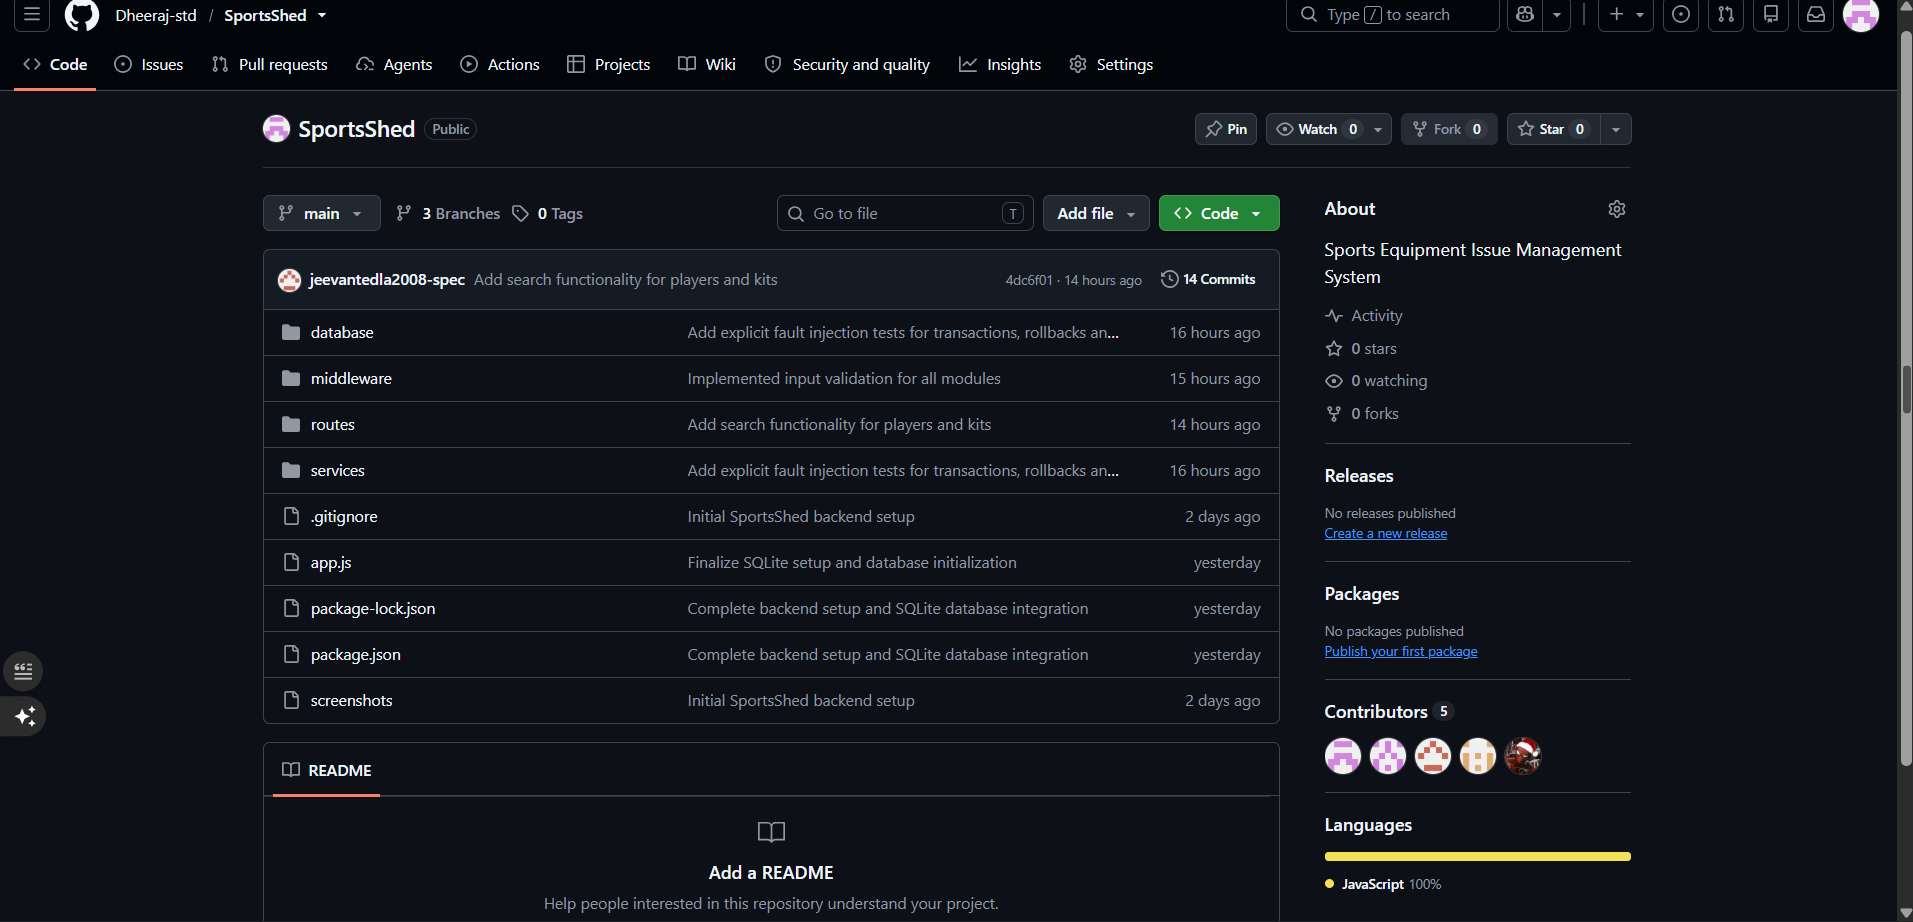 Dheeraj-std / SportsShed
Type / to search
Code Issues Pull requests Agents Actions Projects Wiki Security and quality Insights Settings
SportsShed Public
Pin Watch 0 Fork 0 Star 0
main 3 Branches 0 Tags Go to file T Add file Code
jeevantedla2008-spec Add search functionality for players and kits 4dc6f01 · 14 hours ago 14 Commits
database Add explicit fault injection tests for transactions, rollbacks an... 16 hours ago
middleware Implemented input validation for all modules 15 hours ago
routes Add search functionality for players and kits 14 hours ago
services Add explicit fault injection tests for transactions, rollbacks an... 16 hours ago
.gitignore Initial SportsShed backend setup 2 days ago
app.js Finalize SQLite setup and database initialization yesterday
package-lock.json Complete backend setup and SQLite database integration yesterday
package.json Complete backend setup and SQLite database integration yesterday
screenshots Initial SportsShed backend setup 2 days ago
README
Add a README
Help people interested in this repository understand your project.
About
Sports Equipment Issue Management
System
Activity
0 stars
0 watching
0 forks
Releases
No releases published
Create a new release
Packages
No packages published
Publish your first package
Contributors 5
Languages
JavaScript 100%